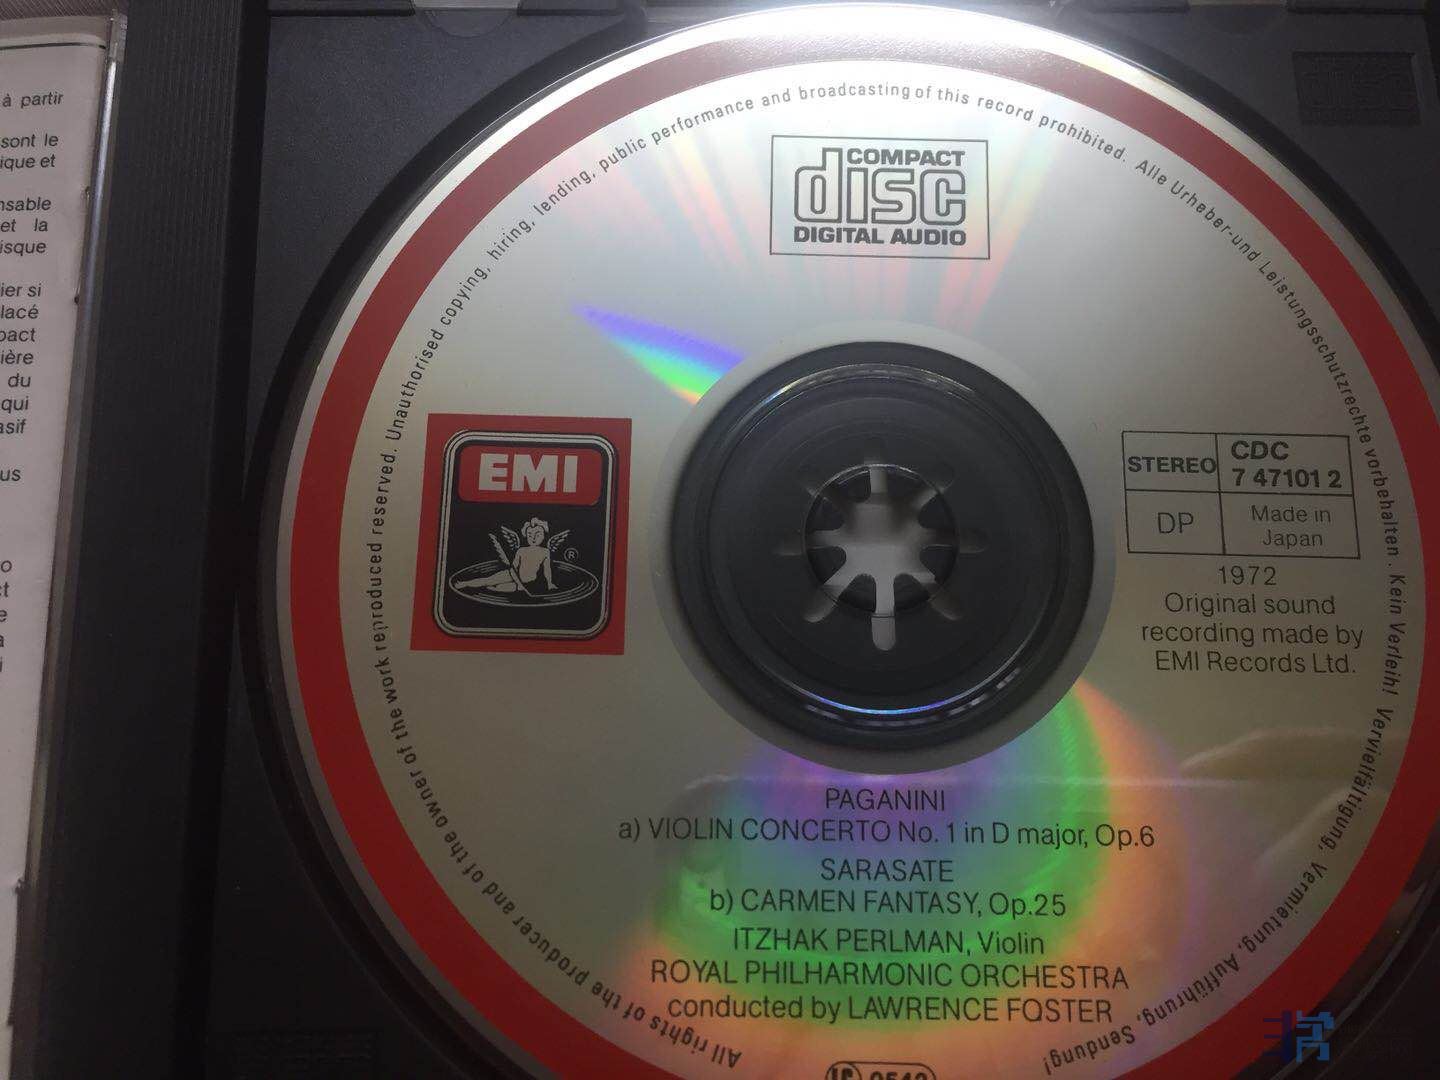 à partir
sont le
ique et
nsable
et la
isque
ier si
lacé
pact
ière
du
qui
asif
us
All rights of the producer and of the owner of the work reproduced reserved. Unauthorised copying, hiring, lending, public performance and broadcasting of this record prohibited. Alle Urheber-und Leistungsschutzrechte vorbehalten. Kein Verleih! Vervielfältigung, Vermietung, Aufführung, Sendung!
COMPACT
disc
DIGITAL AUDIO
EMI
®
STEREO
CDC
7 47101 2
DP
Made in
Japan
1972
Original sound
recording made by
EMI Records Ltd.
PAGANINI
a) VIOLIN CONCERTO No. 1 in D major, Op.6
SARASATE
b) CARMEN FANTASY, Op.25
ITZHAK PERLMAN, Violin
ROYAL PHILHARMONIC ORCHESTRA
conducted by LAWRENCE FOSTER